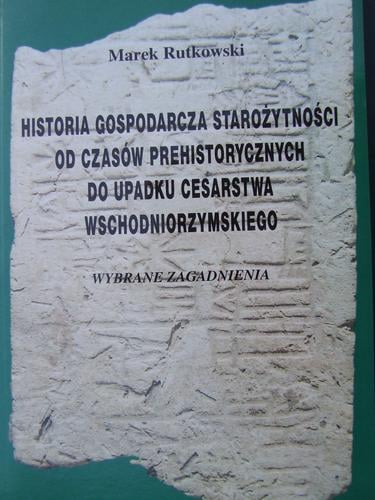 Marek Rutkowski
HISTORIA GOSPODARCZA STAROŻYTNOŚCI
OD CZASÓW PREHISTORYCZNYCH
DO UPADKU CESARSTWA
WSCHODNIORZYMSKIEGO
WYBRANE ZAGADNIENIA